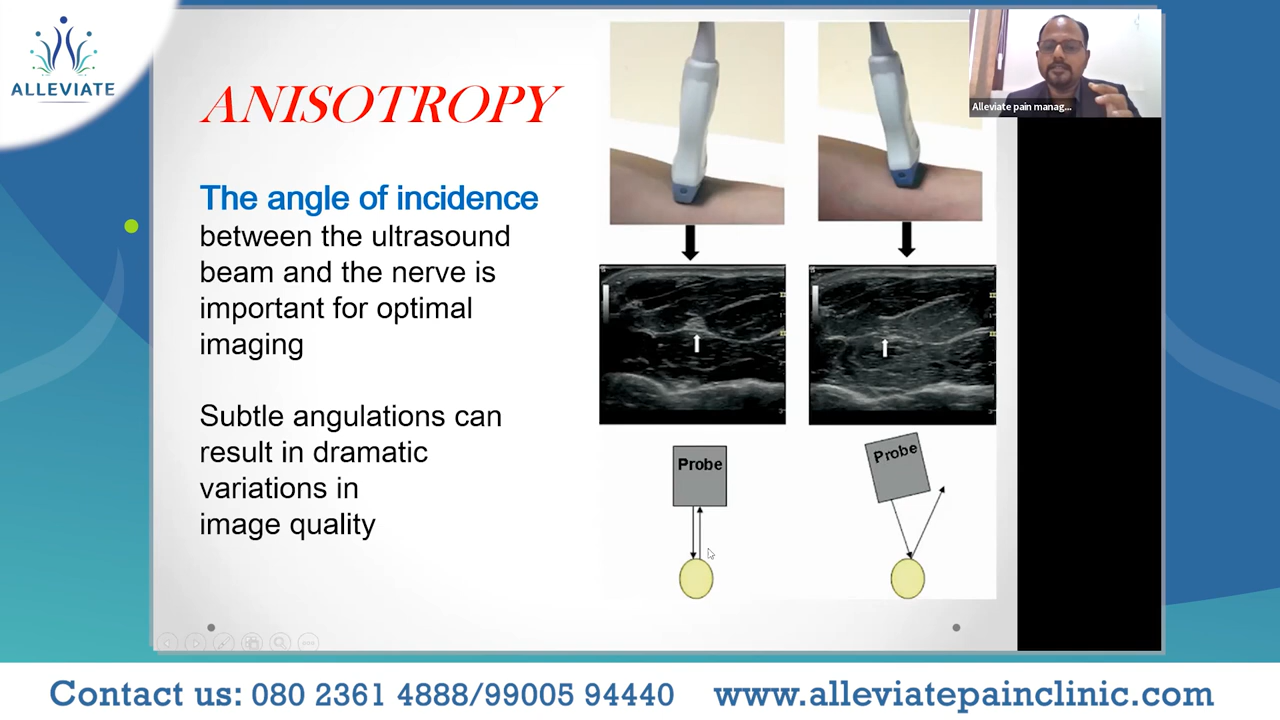 ALLEVIATE
ANISOTROPY
The angle of incidence
between the ultrasound
beam and the nerve is
important for optimal
imaging
Subtle angulations can
result in dramatic
variations in
image quality
Probe
Probe
Alleviate pain manag...
Contact us: 080 2361 4888/99005 94440 www.alleviatepainclinic.com